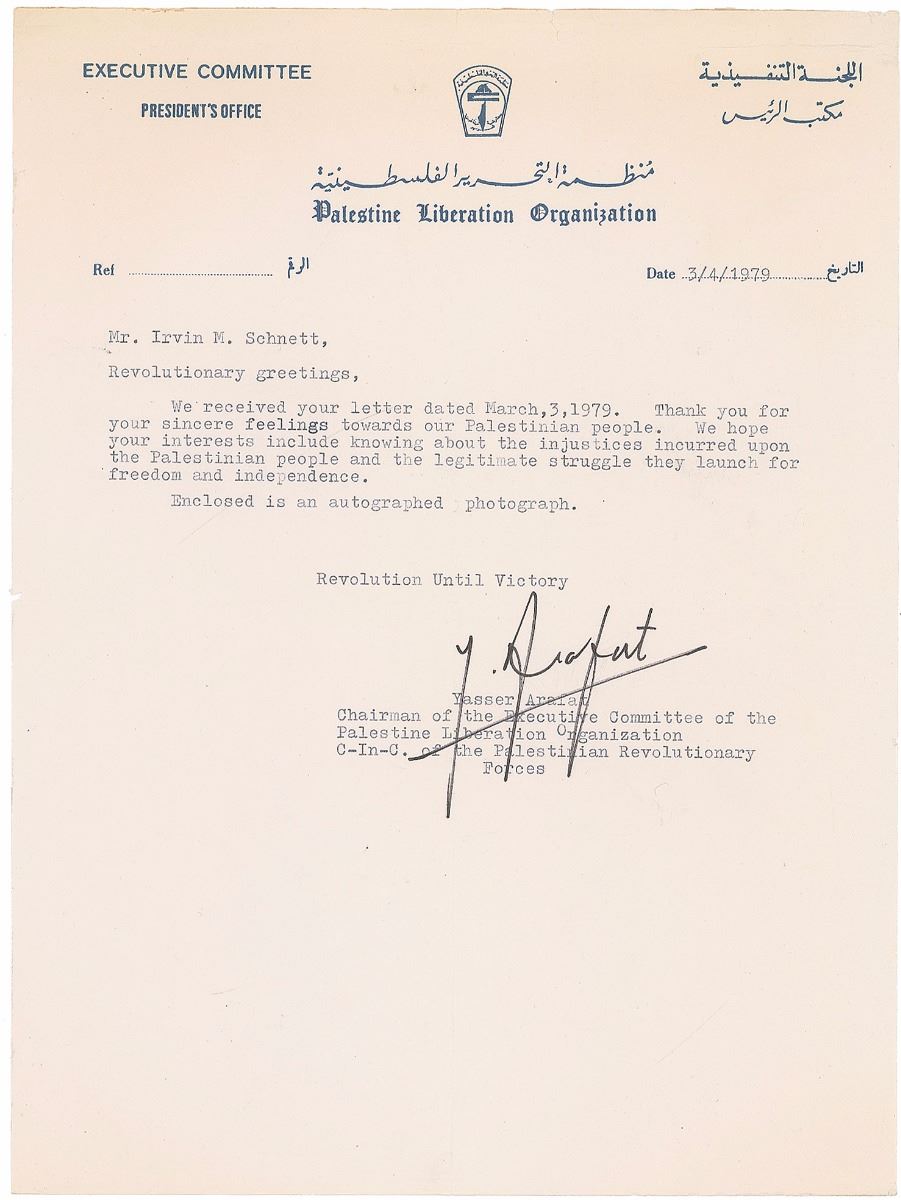 EXECUTIVE COMMITTEE
PRESIDENT'S OFFICE
اللجنة التنفيذية
مكتب الرئيس
منظمة التحرير الفلسطينية
Palestine Liberation Organization
Ref ........ الرقم
Date 3/4/1979 التاريخ
Mr. Irvin M. Schnett,
Revolutionary greetings,
We received your letter dated March,3,1979. Thank you for
your sincere feelings towards our Palestinian people. We hope
your interests include knowing about the injustices incurred upon
the Palestinian people and the legitimate struggle they launch for
freedom and independence.
Enclosed is an autographed photograph.
Revolution Until Victory
Y. Arafat
Yasser Arafat
Chairman of the Executive Committee of the
Palestine Liberation Organization
C-In-C. of the Palestinian Revolutionary
Forces